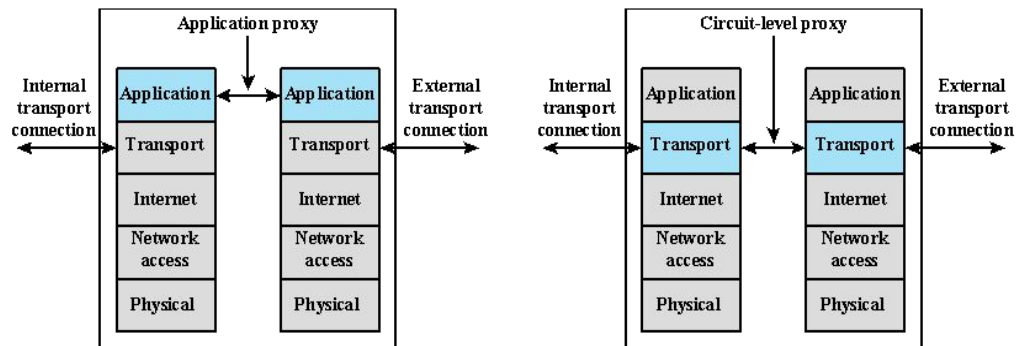 Application proxy
Internal
transport
connection
Application
Transport
Internet
Network
access
Physical
Application
Transport
Internet
Network
access
Physical
External
transport
connection
Circuit-level proxy
Internal
transport
connection
Application
Transport
Internet
Network
access
Physical
Application
Transport
Internet
Network
access
Physical
External
transport
connection